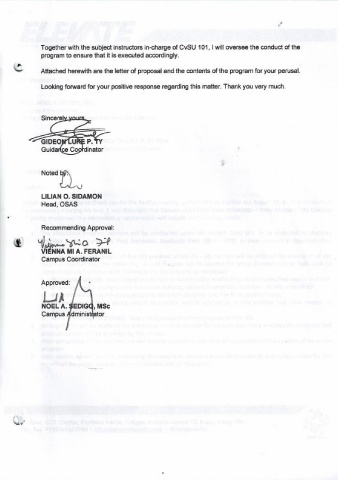 Together with the subject instructors in-charge of CvSU 101, I will oversee the conduct of the
program to ensure that it is executed accordingly.
Attached herewith are the letter of proposal and the contents of the program for your perusal.
Looking forward for your positive response regarding this matter. Thank you very much.
Sincerely yours,
GIDEON LUKE P. TY
Guidance Coordinator
Noted by:
LILIAN O. SIDAMON
Head, OSAS
Recommending Approval:
VIENNA MI A. FERANIL
Campus Coordinator
Approved:
NOEL A. SEDIGO, MSc
Campus Administrator